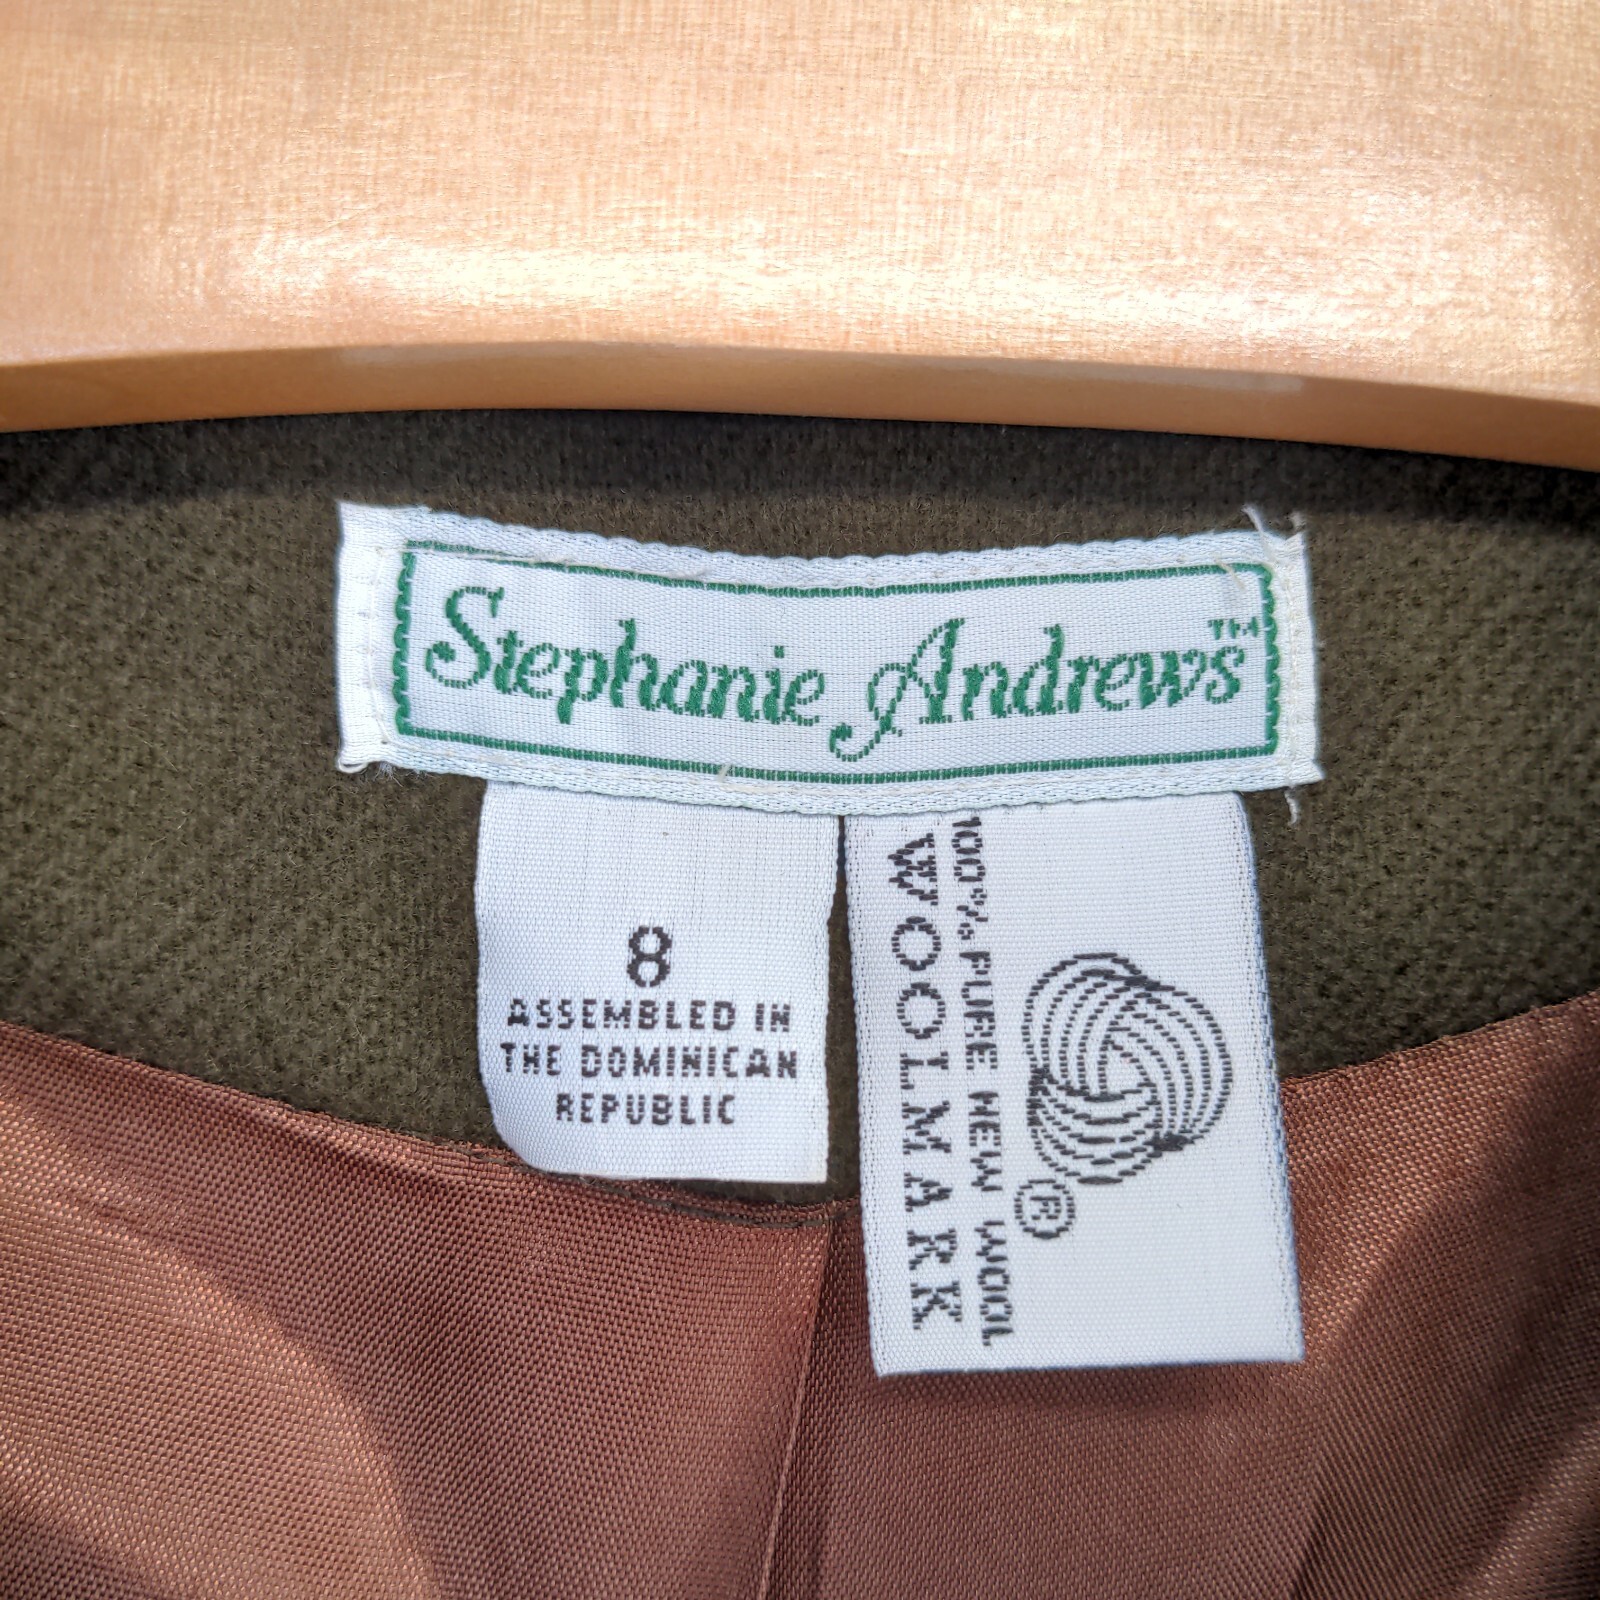 Stephanie Andrews™
8
ASSEMBLED IN
THE DOMINICAN
REPUBLIC
100% PURE NEW WOOL
WOOLMARK
®